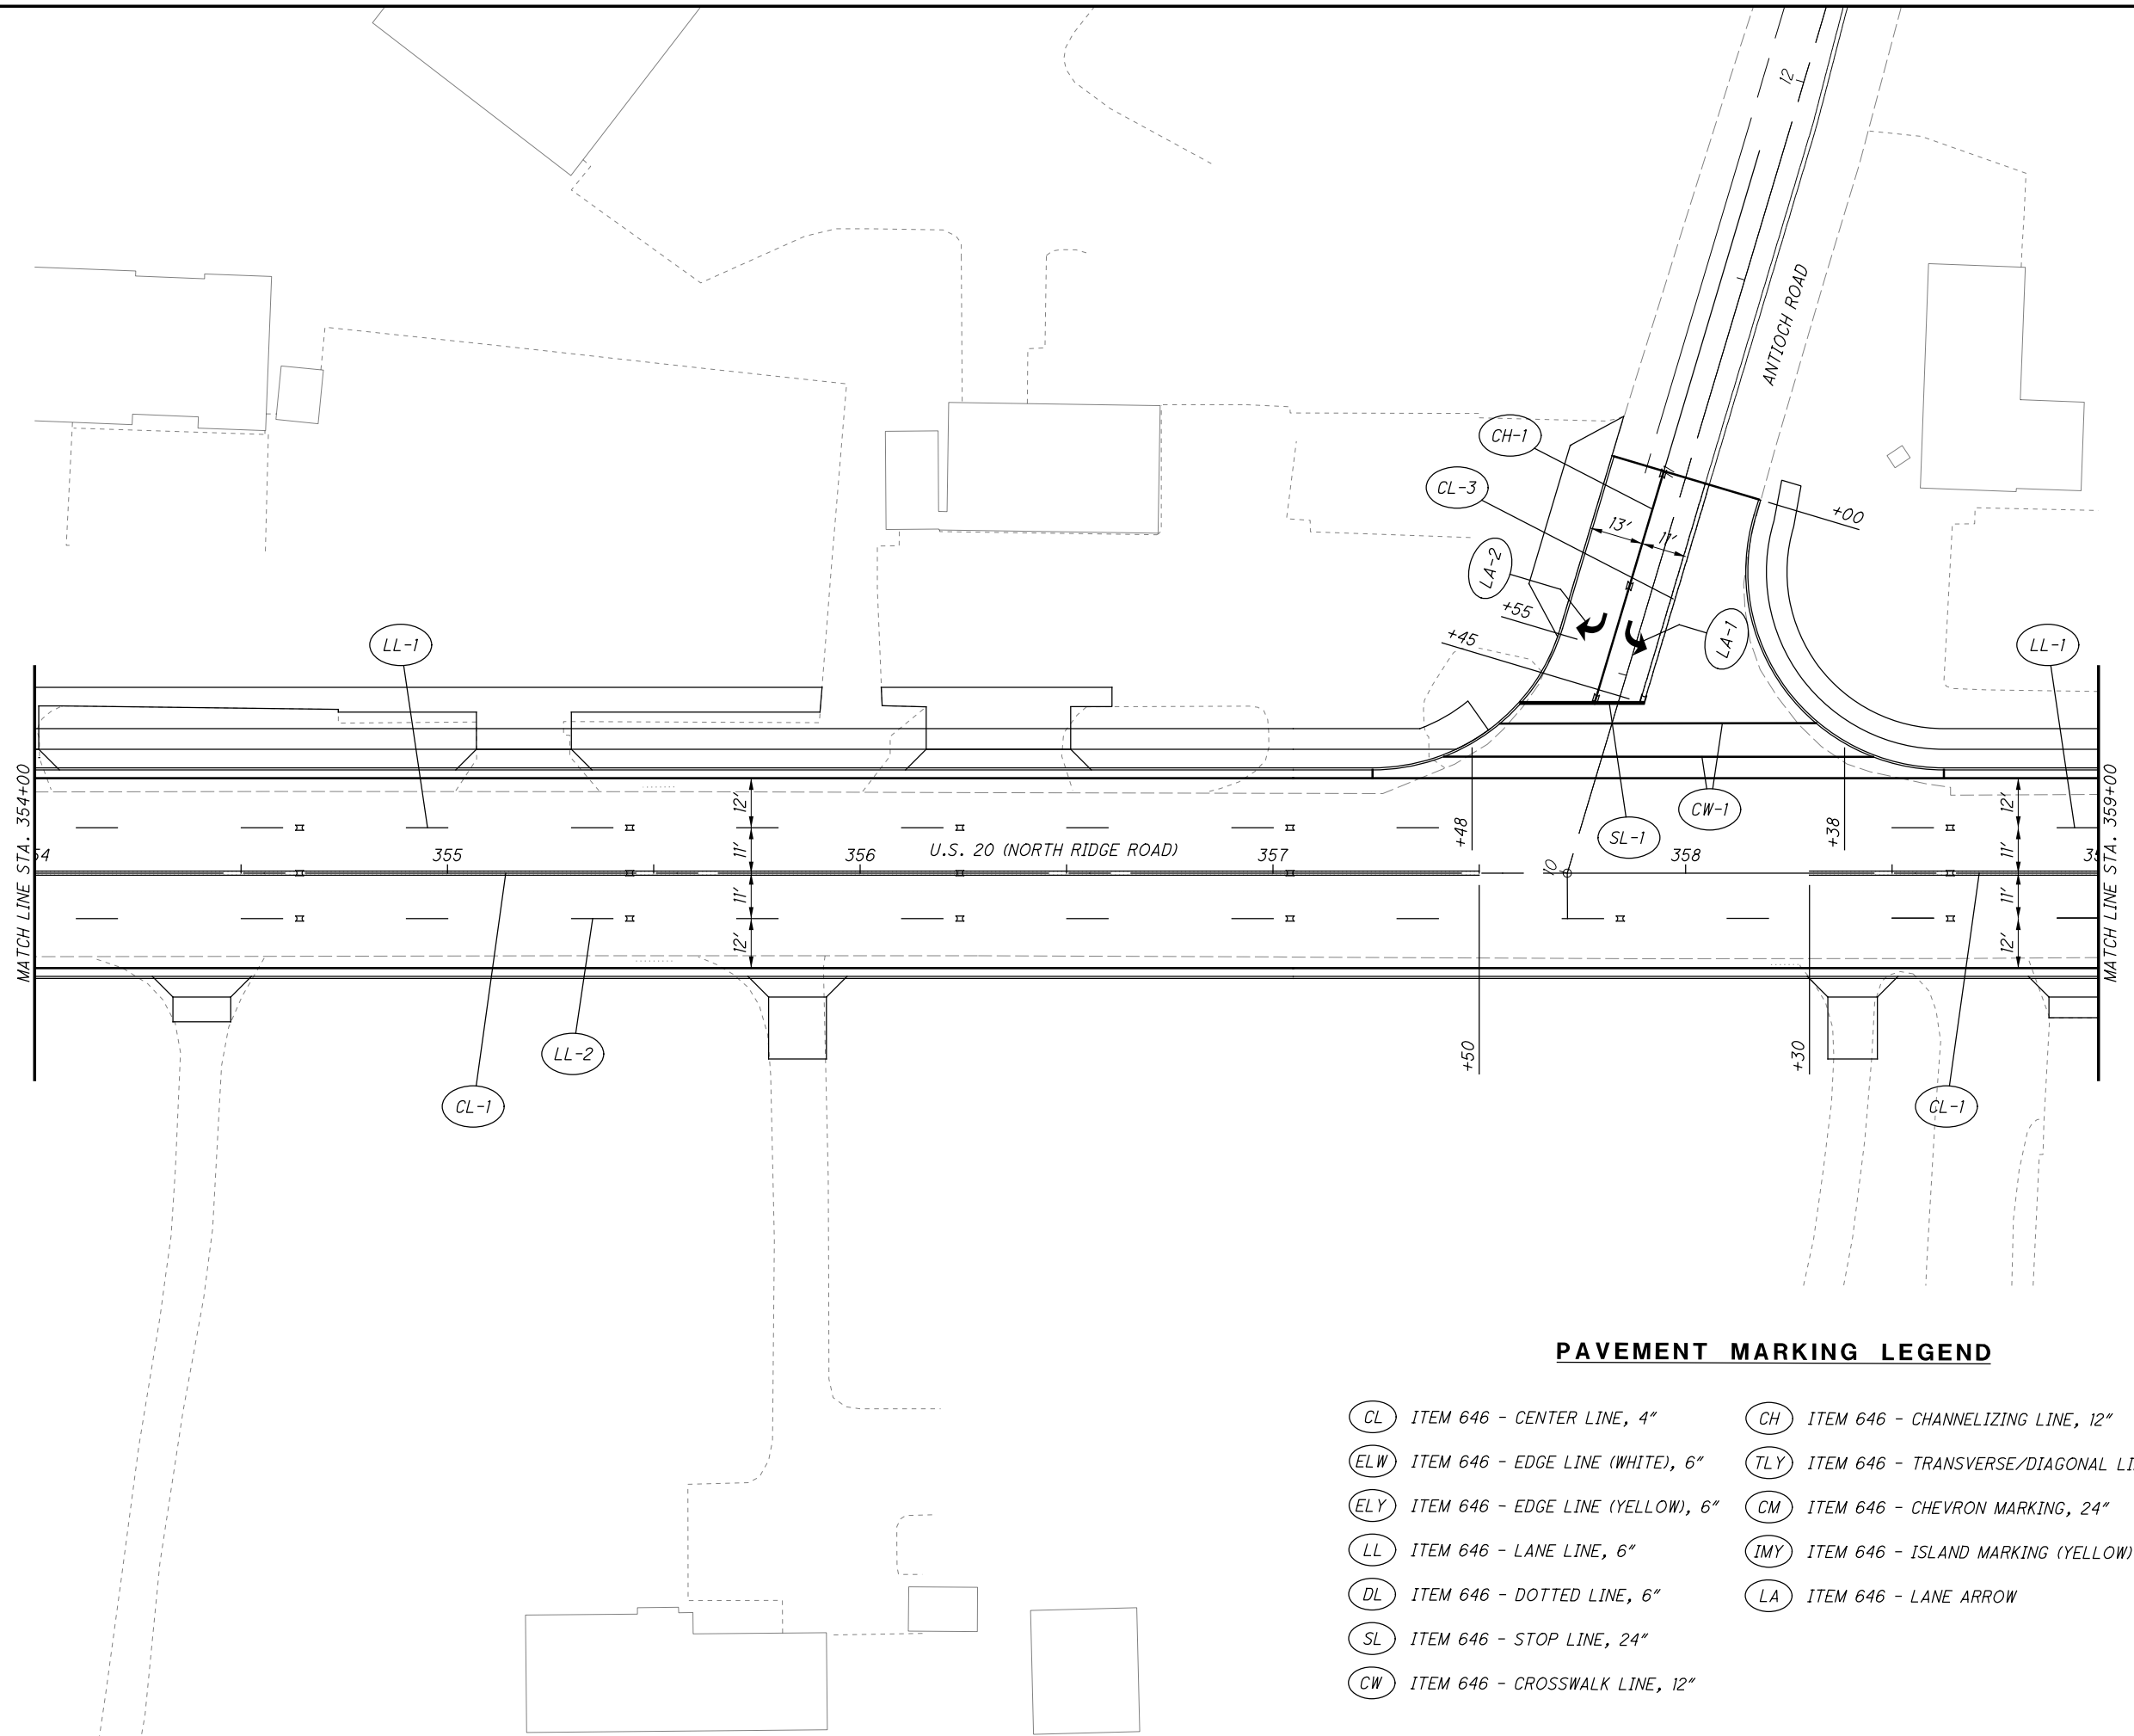 12
ANTIOCH ROAD
CH-1
CL-3
+00
13'
11'
LA-2
+55
LA-1
+45
LL-1
LL-1
MATCH LINE STA. 354+00
MATCH LINE STA. 359+00
12'
11'
11'
12'
12'
11'
11'
12'
355
356
U.S. 20 (NORTH RIDGE ROAD)
357
358
10
+48
SL-1
CW-1
+38
+50
+30
LL-2
CL-1
CL-1
PAVEMENT MARKING LEGEND
CL ITEM 646 - CENTER LINE, 4"
ELW ITEM 646 - EDGE LINE (WHITE), 6"
ELY ITEM 646 - EDGE LINE (YELLOW), 6"
LL ITEM 646 - LANE LINE, 6"
DL ITEM 646 - DOTTED LINE, 6"
SL ITEM 646 - STOP LINE, 24"
CW ITEM 646 - CROSSWALK LINE, 12"
CH ITEM 646 - CHANNELIZING LINE, 12"
TLY ITEM 646 - TRANSVERSE/DIAGONAL
CM ITEM 646 - CHEVRON MARKING, 24"
IMY ITEM 646 - ISLAND MARKING (YELLOW)
LA ITEM 646 - LANE ARROW